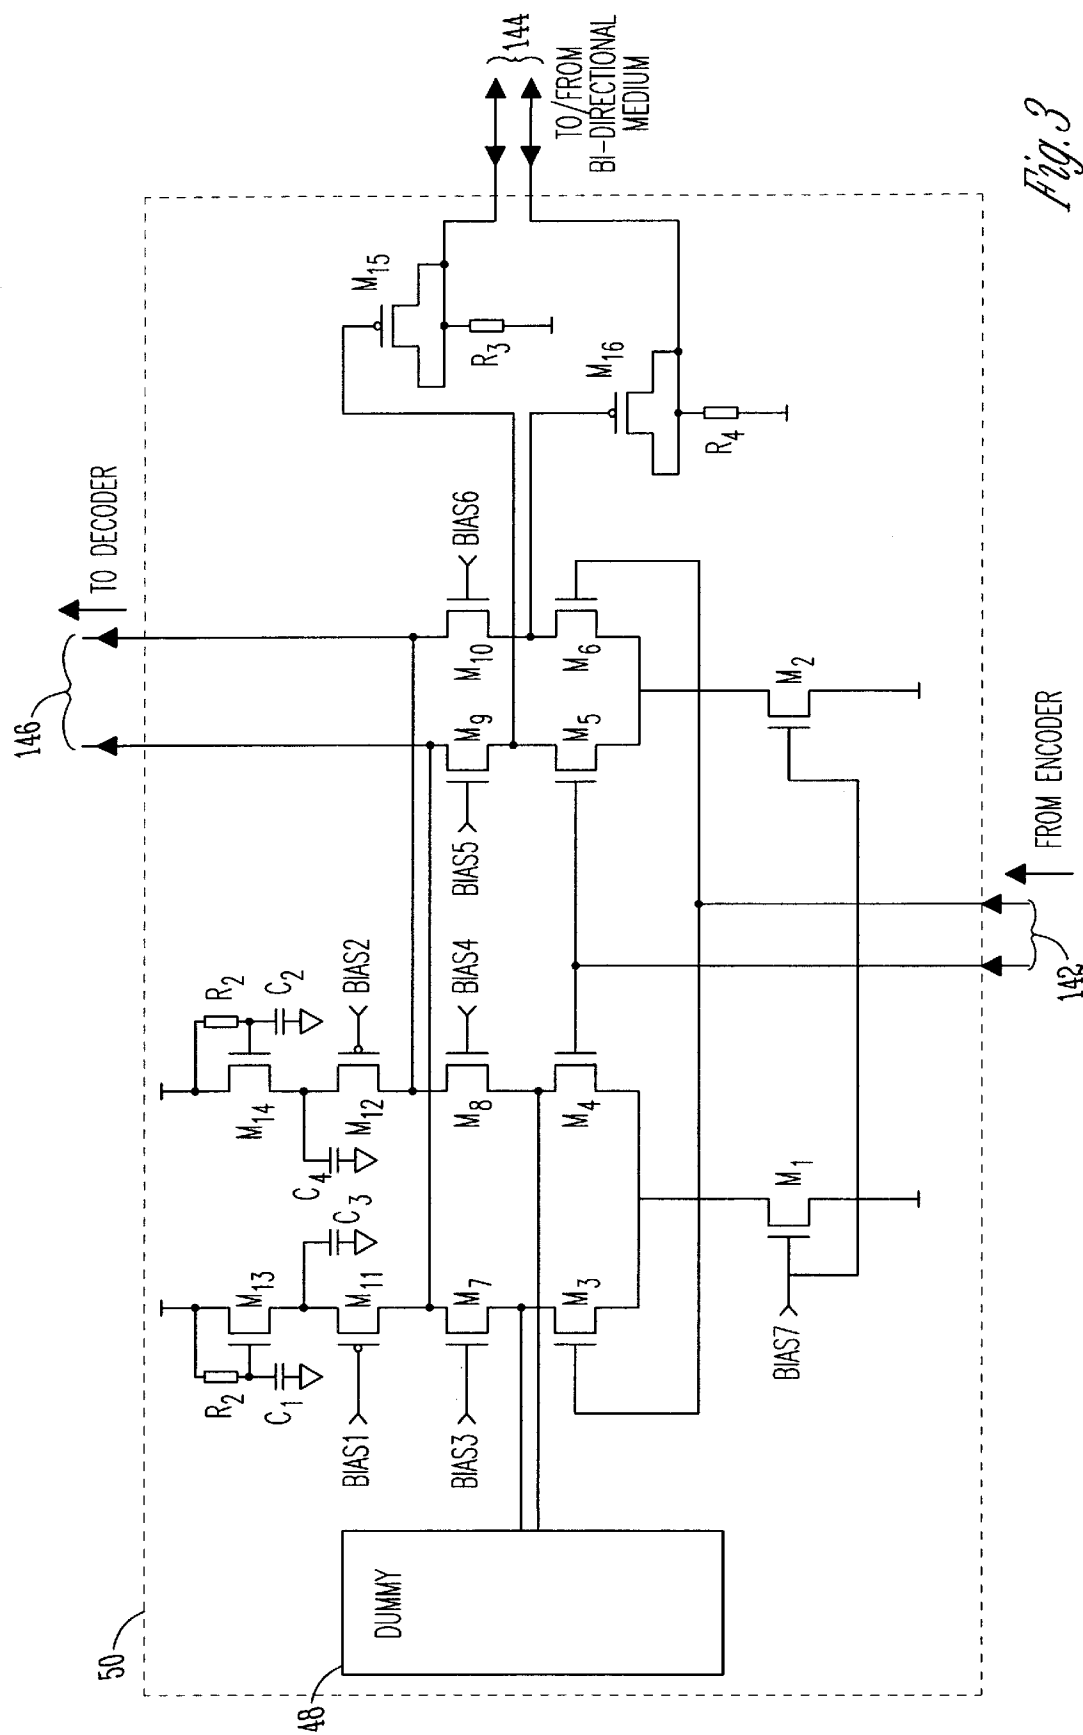 50
48
DUMMY
146
TO DECODER
144
TO/FROM
BI-DIRECTIONAL
MEDIUM
R2
C1
M13
C3
M11
BIAS1
M14
R2
C2
C4
M12
BIAS2
BIAS3
M7
M8
BIAS4
BIAS5
M9
M10
BIAS6
M15
R3
M16
R4
M3
M4
M5
M6
BIAS7
M1
M2
142
FROM ENCODER
Fig. 3